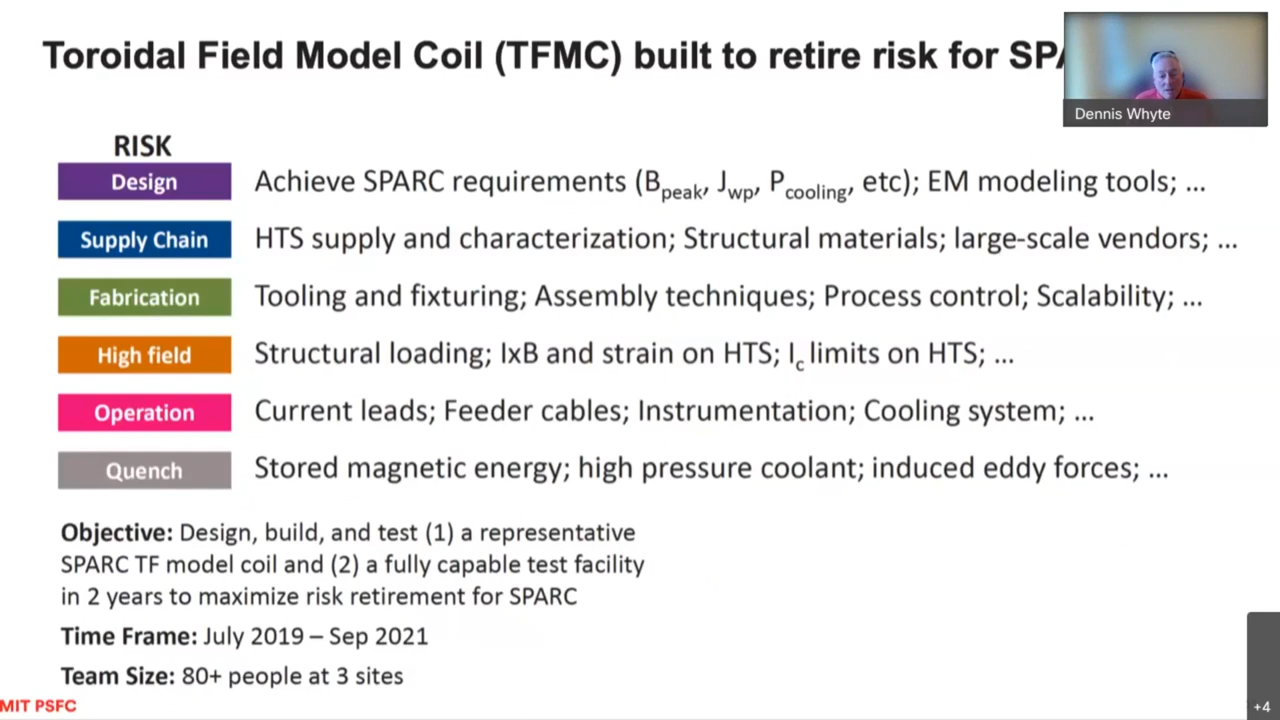 Toroidal Field Model Coil (TFMC) built to retire risk for SPA
Dennis Whyte
RISK
Design Achieve SPARC requirements (Bpeak, Jwp, Pcooling, etc); EM modeling tools; ...
Supply Chain HTS supply and characterization; Structural materials; large-scale vendors; ...
Fabrication Tooling and fixturing; Assembly techniques; Process control; Scalability; ...
High field Structural loading; IxB and strain on HTS; Ic limits on HTS; ...
Operation Current leads; Feeder cables; Instrumentation; Cooling system; ...
Quench Stored magnetic energy; high pressure coolant; induced eddy forces; ...
Objective: Design, build, and test (1) a representative
SPARC TF model coil and (2) a fully capable test facility
in 2 years to maximize risk retirement for SPARC
Time Frame: July 2019 – Sep 2021
Team Size: 80+ people at 3 sites
MIT PSFC
+4